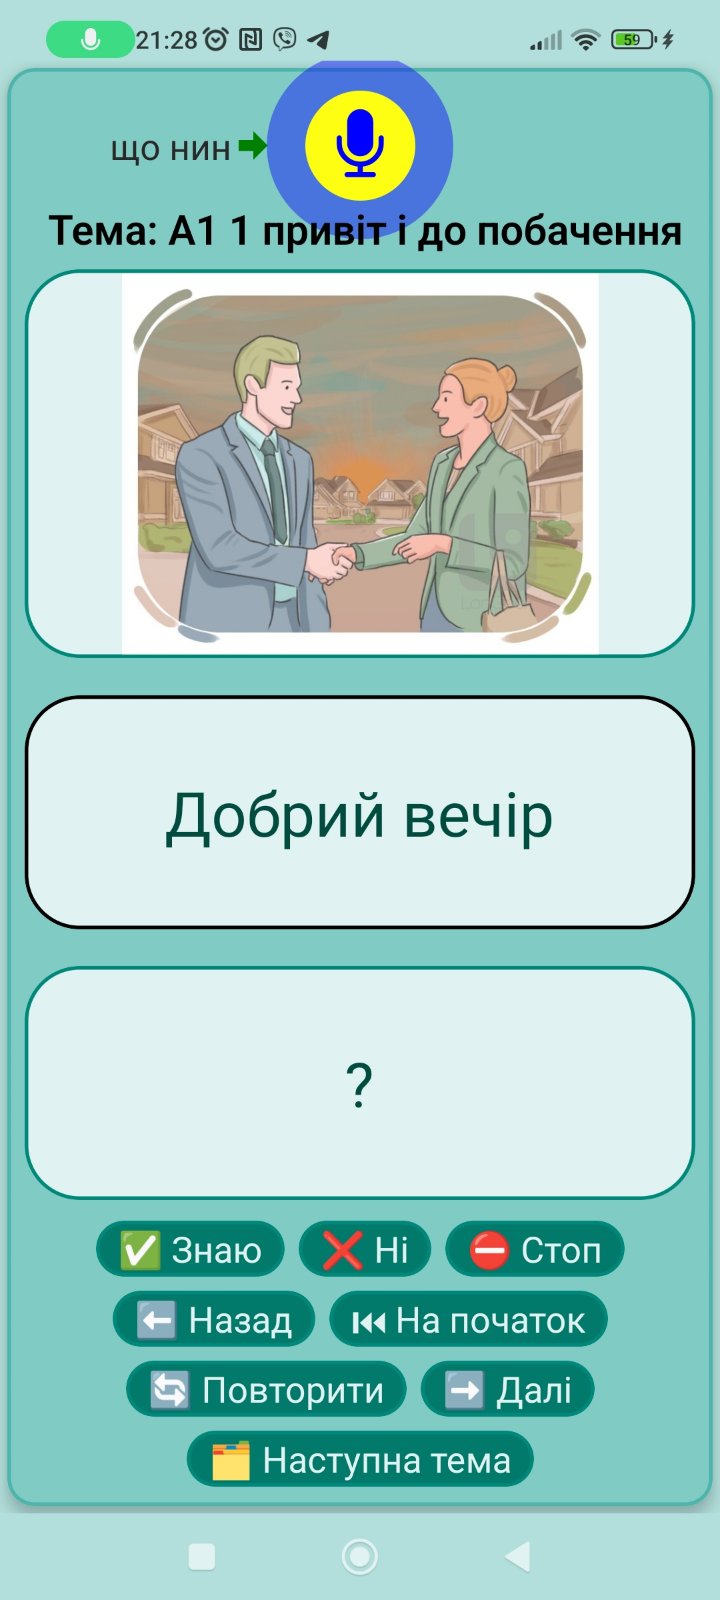 21:28
59
що нин
Тема: А1 1 привіт і до побачення
Добрий вечір
?
Знаю
Ні
Стоп
Назад
На початок
Повторити
Далі
Наступна тема